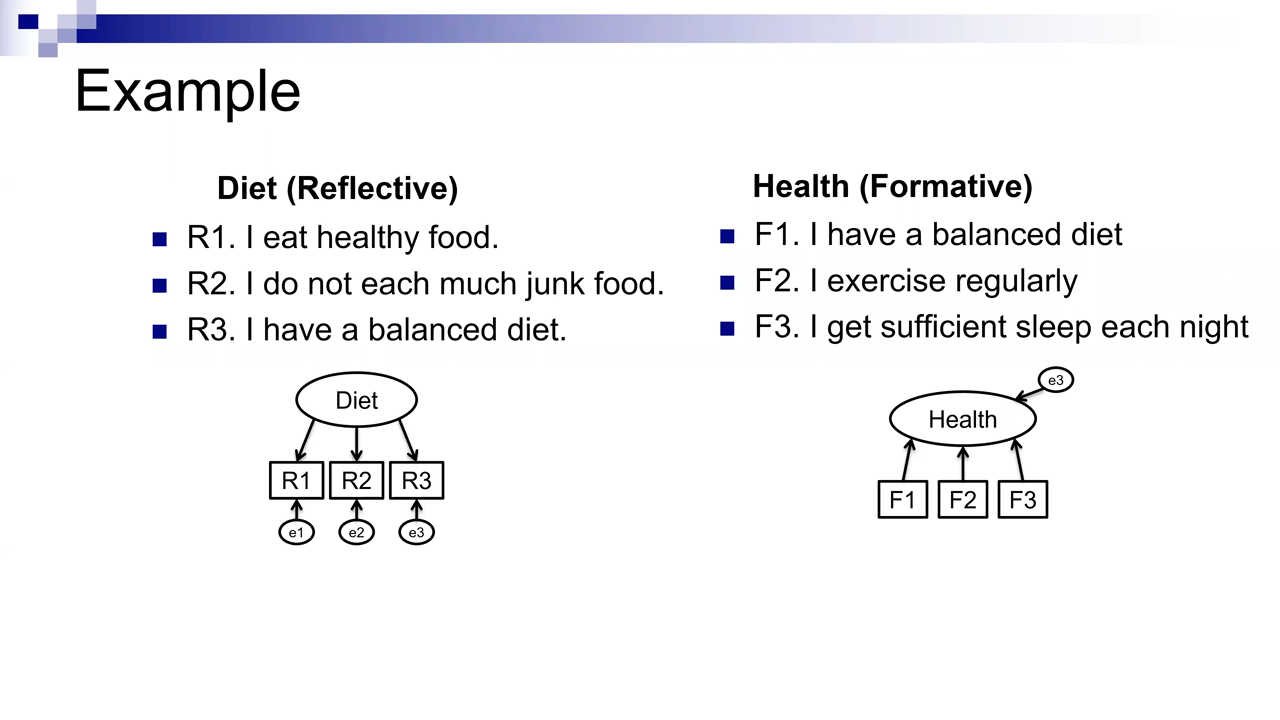 Example
Diet (Reflective)
R1. I eat healthy food.
R2. I do not each much junk food.
R3. I have a balanced diet.
Diet
R1 R2 R3
e1 e2 e3
Health (Formative)
F1. I have a balanced diet
F2. I exercise regularly
F3. I get sufficient sleep each night
e3
Health
F1 F2 F3